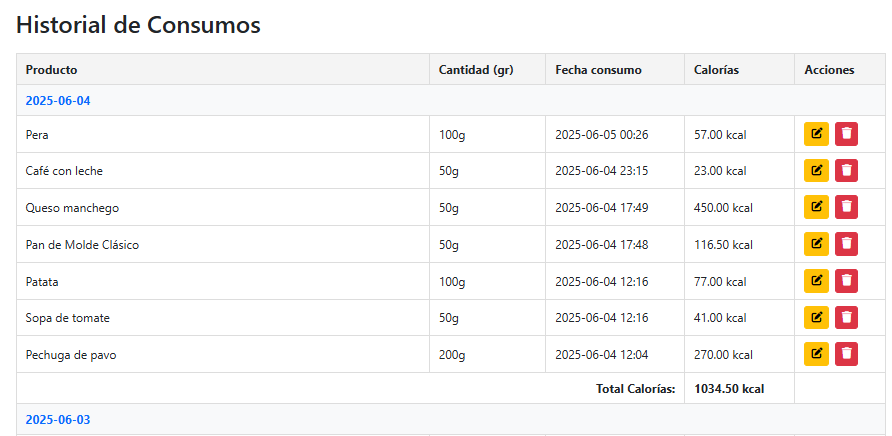 Historial de Consumos
Producto Cantidad (gr) Fecha consumo Calorías Acciones
2025-06-04
Pera 100g 2025-06-05 00:26 57.00 kcal
Café con leche 50g 2025-06-04 23:15 23.00 kcal
Queso manchego 50g 2025-06-04 17:49 450.00 kcal
Pan de Molde Clásico 50g 2025-06-04 17:48 116.50 kcal
Patata 100g 2025-06-04 12:16 77.00 kcal
Sopa de tomate 50g 2025-06-04 12:16 41.00 kcal
Pechuga de pavo 200g 2025-06-04 12:04 270.00 kcal
Total Calorías: 1034.50 kcal
2025-06-03